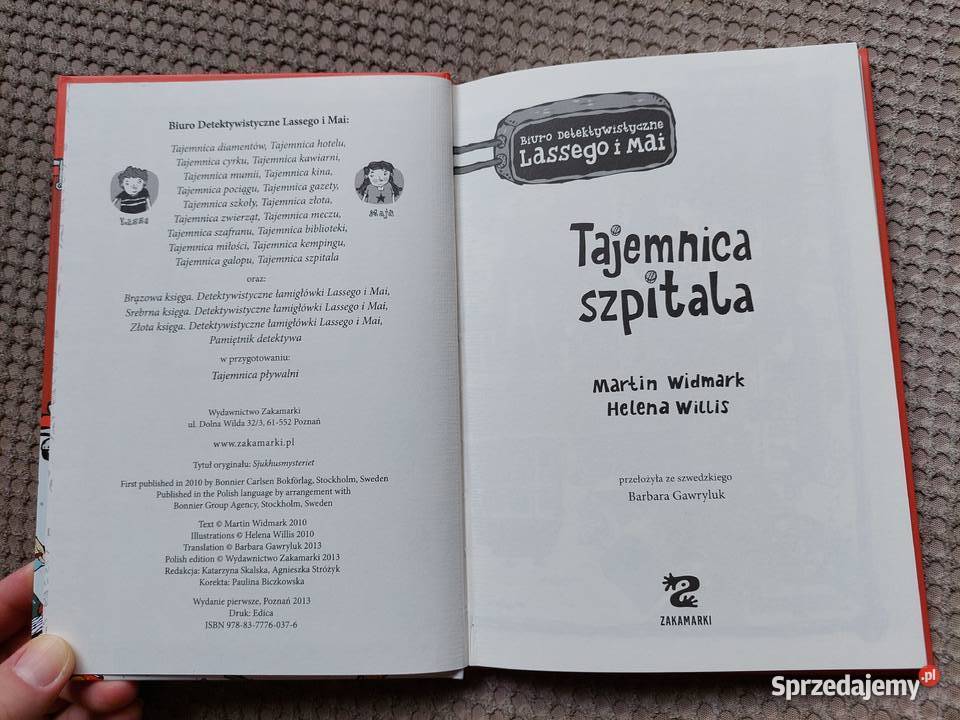 Biuro Detektywistyczne Lassego i Mai:
Tajemnica diamentów, Tajemnica hotelu,
Tajemnica cyrku, Tajemnica kawiarni,
Tajemnica mumii, Tajemnica kina,
Tajemnica pociągu, Tajemnica gazety,
Tajemnica szkoły, Tajemnica złota,
Tajemnica zwierząt, Tajemnica meczu,
Tajemnica szafranu, Tajemnica biblioteki,
Tajemnica miłości, Tajemnica kempingu,
Tajemnica galopu, Tajemnica szpitala
Lasse
Maja
oraz:
Brązowa księga. Detektywistyczne łamigłówki Lassego i Mai,
Srebrna księga. Detektywistyczne łamigłówki Lassego i Mai,
Złota księga. Detektywistyczne łamigłówki Lassego i Mai,
Pamiętnik detektywa
w przygotowaniu:
Tajemnica pływalni
Wydawnictwo Zakamarki
ul. Dolna Wilda 32/3, 61-552 Poznań
www.zakamarki.pl
Tytuł oryginału: Sjukhusmysteriet
First published in 2010 by Bonnier Carlsen Bokförlag, Stockholm, Sweden
Published in the Polish language by arrangement with
Bonnier Group Agency, Stockholm, Sweden
Text © Martin Widmark 2010
Illustrations © Helena Willis 2010
Translation © Barbara Gawryluk 2013
Polish edition © Wydawnictwo Zakamarki 2013
Redakcja: Katarzyna Skalska, Agnieszka Stróżyk
Korekta: Paulina Biczkowska
Wydanie pierwsze, Poznań 2013
Druk: Edica
ISBN 978-83-7776-037-6
Biuro Detektywistyczne
Lassego i Mai
Tajemnica
szpitala
Martin Widmark
Helena Willis
przełożyła ze szwedzkiego
Barbara Gawryluk
ZAKAMARKI
Sprzedajemy.pl